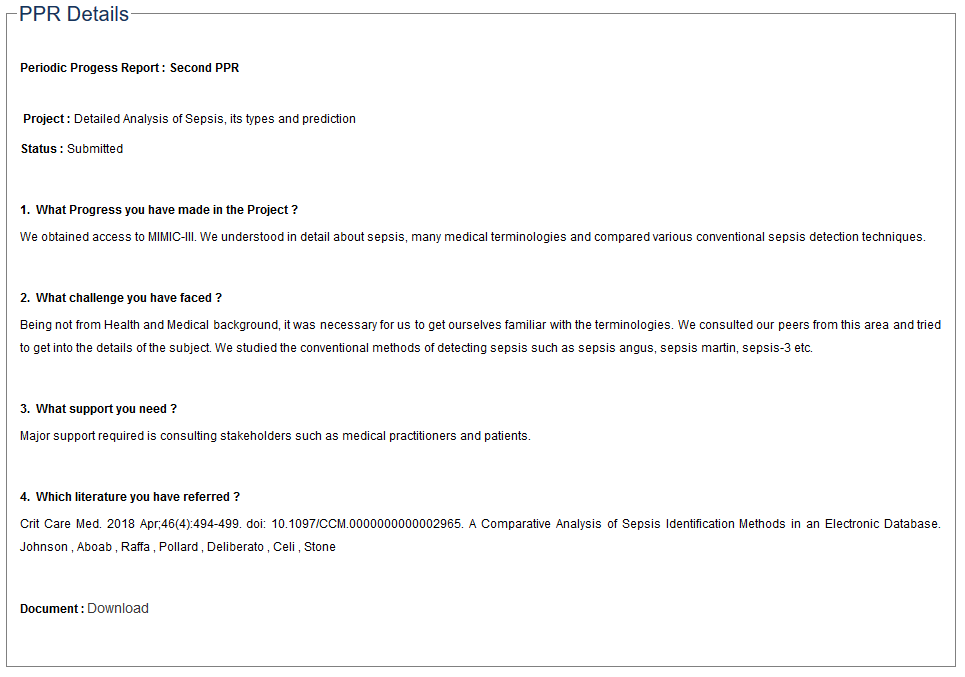 PPR Details
Periodic Progess Report : Second PPR
Project : Detailed Analysis of Sepsis, its types and prediction
Status : Submitted
1. What Progress you have made in the Project ?
We obtained access to MIMIC-III. We understood in detail about sepsis, many medical terminologies and compared various conventional sepsis detection techniques.
2. What challenge you have faced ?
Being not from Health and Medical background, it was necessary for us to get ourselves familiar with the terminologies. We consulted our peers from this area and tried
to get into the details of the subject. We studied the conventional methods of detecting sepsis such as sepsis angus, sepsis martin, sepsis-3 etc.
3. What support you need ?
Major support required is consulting stakeholders such as medical practitioners and patients.
4. Which literature you have referred ?
Crit Care Med. 2018 Apr;46(4):494-499. doi: 10.1097/CCM.0000000000002965. A Comparative Analysis of Sepsis Identification Methods in an Electronic Database.
Johnson , Aboab , Raffa , Pollard , Deliberato , Celi , Stone
Document : Download